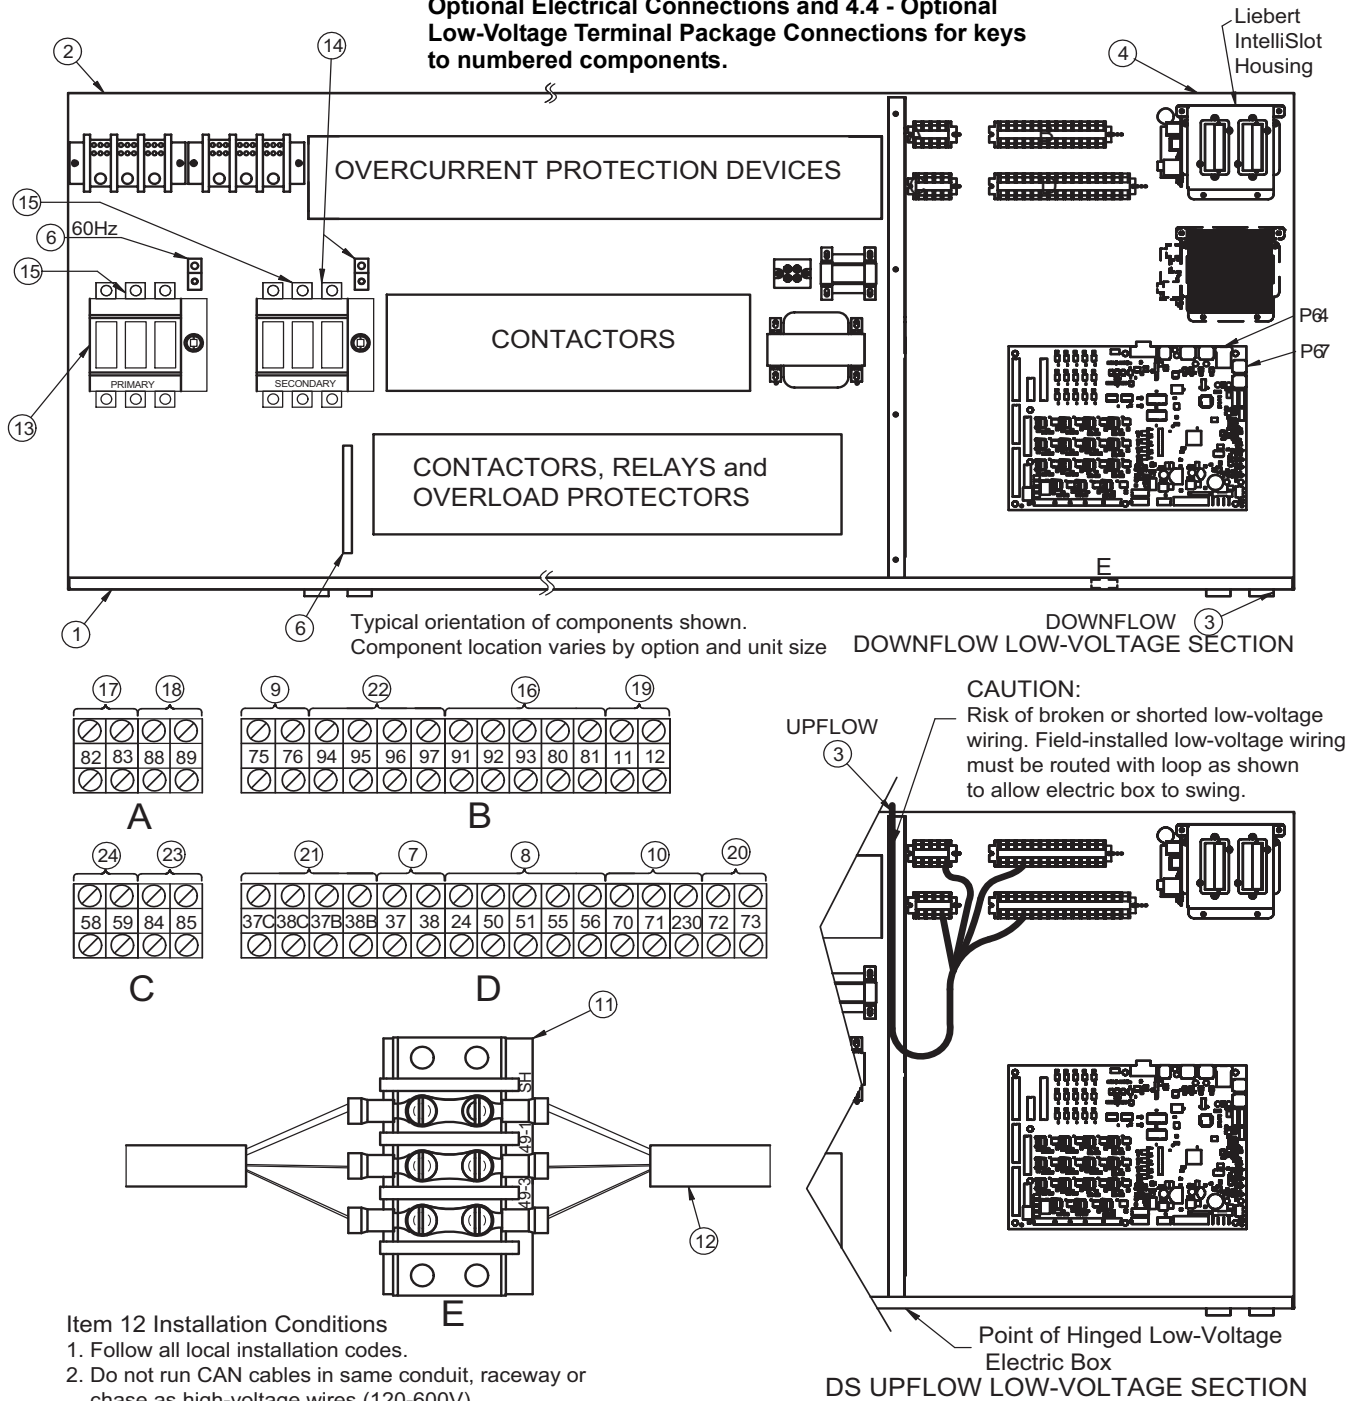 Optional Electrical Connections and 4.4 - Optional
Low-Voltage Terminal Package Connections for keys
to numbered components.
Liebert
IntelliSlot
Housing
2
14
4
OVERCURRENT PROTECTION DEVICES
15
6
60Hz
15
CONTACTORS
PRIMARY
SECONDARY
13
P64
P67
CONTACTORS, RELAYS and
OVERLOAD PROTECTORS
E
1
6
Typical orientation of components shown.
Component location varies by option and unit size
DOWNFLOW
3
DOWNFLOW LOW-VOLTAGE SECTION
17 18
82 83 88 89
A
9 22 16 19
75 76 94 95 96 97 91 92 93 80 81 11 12
B
24 23
58 59 84 85
C
21 7 8 10 20
37C 38C 37B 38B 37 38 24 50 51 55 56 70 71 230 72 73
D
CAUTION:
Risk of broken or shorted low-voltage
wiring. Field-installed low-voltage wiring
must be routed with loop as shown
to allow electric box to swing.
UPFLOW
3
11
SH
49-1
49-3
12
E
Item 12 Installation Conditions
1. Follow all local installation codes.
2. Do not run CAN cables in same conduit, raceway or
chase as high-voltage wires (120-600V)
Point of Hinged Low-Voltage
Electric Box
DS UPFLOW LOW-VOLTAGE SECTION